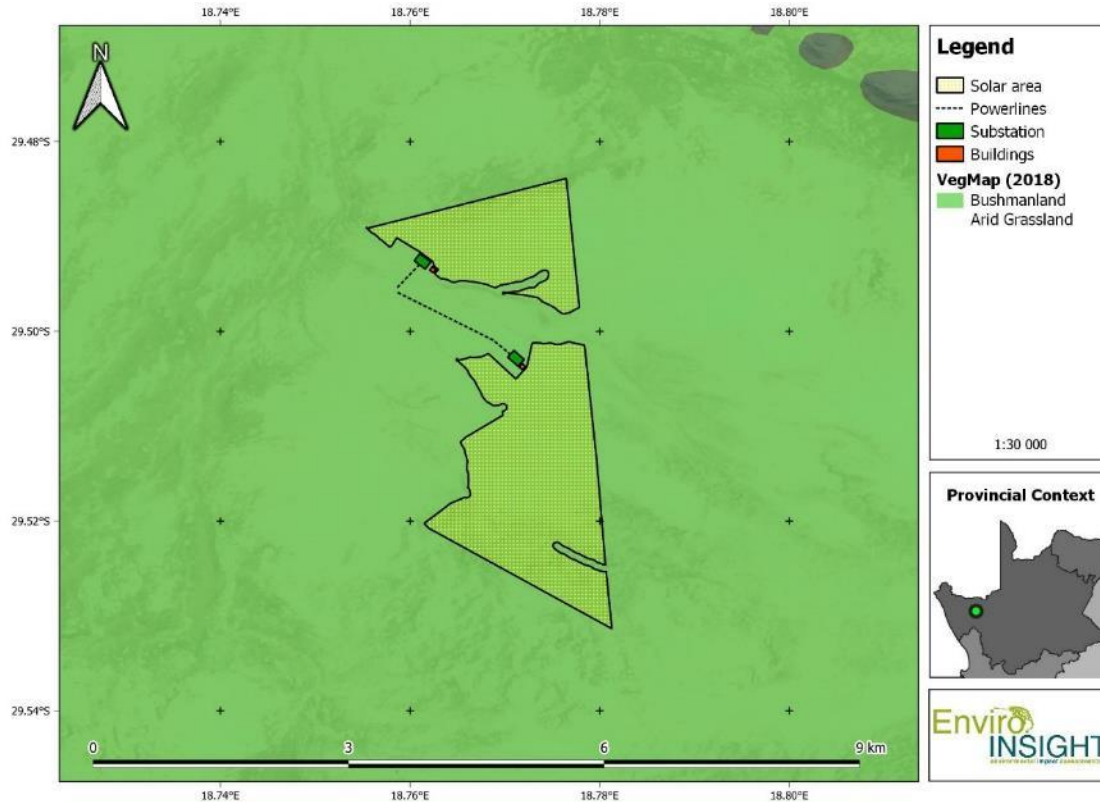 18.74°E 18.76°E 18.78°E 18.80°E
N
29.48°S
29.50°S
29.52°S
29.54°S
0 3 6 9 km
18.74°E 18.76°E 18.78°E 18.80°E
Legend
Solar area
Powerlines
Substation
Buildings
VegMap (2018)
Bushmanland
Arid Grassland
1:30 000
Provincial Context
Enviro
INSIGHT